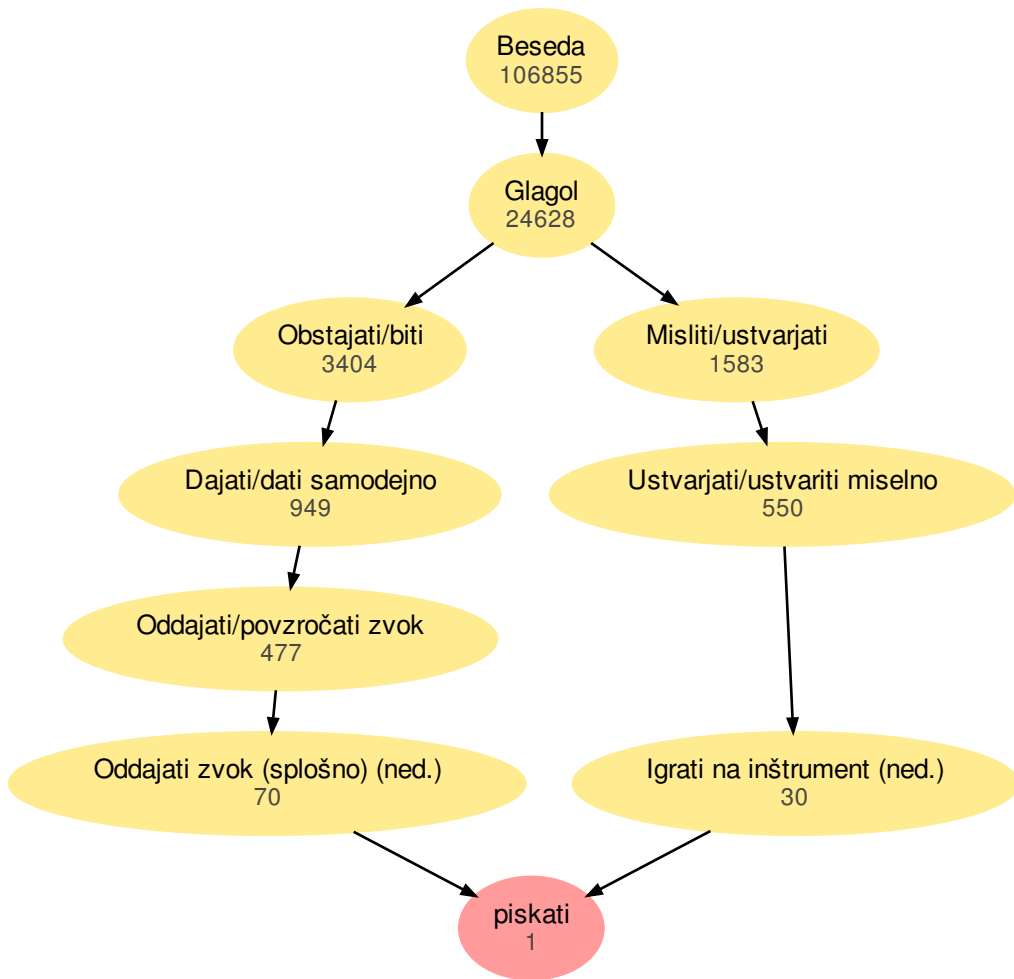 Beseda
106855
Glagol
24628
Obstajati/biti
3404
Misliti/ustvarjati
1583
Dajati/dati samodejno
949
Ustvarjati/ustvariti miselno
550
Oddajati/povzročati zvok
477
Oddajati zvok (splošno) (ned.)
70
Igrati na inštrument (ned.)
30
piskati
1